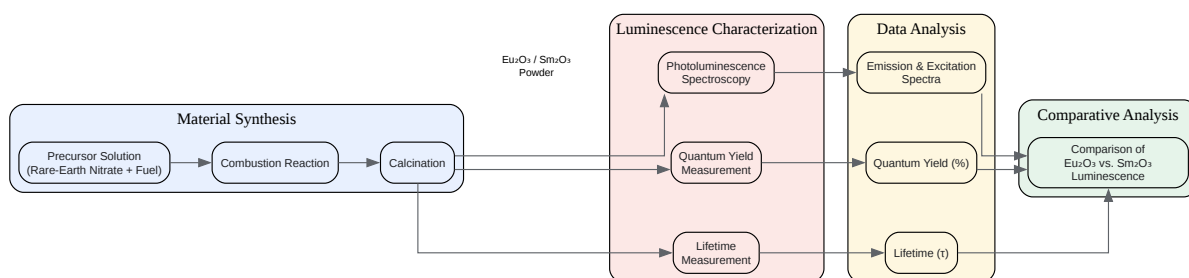 Material Synthesis
Precursor Solution
(Rare-Earth Nitrate + Fuel)
Combustion Reaction
Calcination
Eu₂O₃ / Sm₂O₃
Powder
Luminescence Characterization
Photoluminescence
Spectroscopy
Quantum Yield
Measurement
Lifetime
Measurement
Data Analysis
Emission & Excitation
Spectra
Quantum Yield (%)
Lifetime (τ)
Comparative Analysis
Comparison of
Eu₂O₃ vs. Sm₂O₃
Luminescence